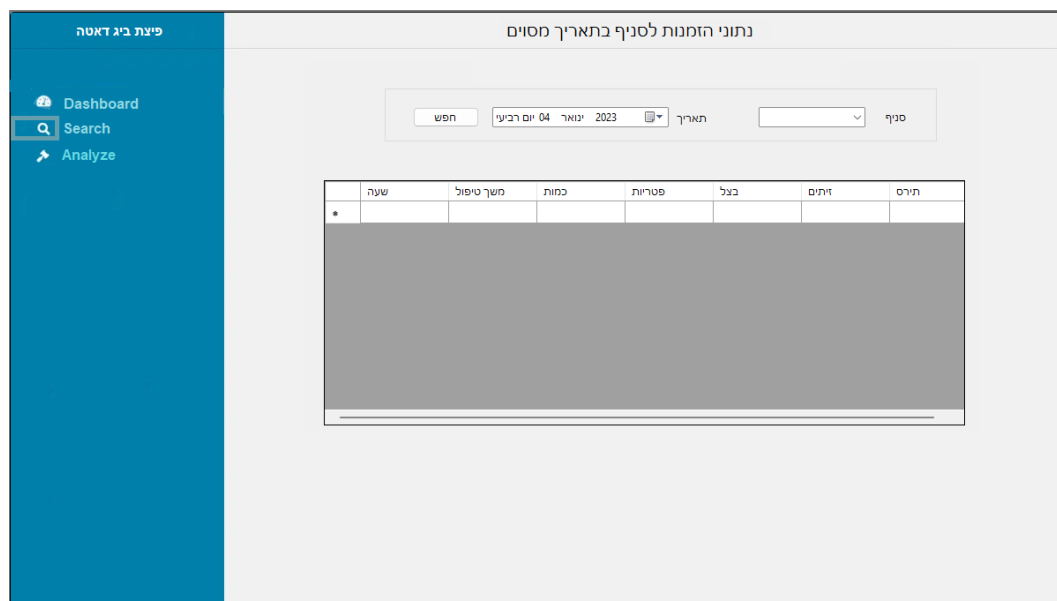 פיצת ביג דאטה
נתוני הזמנות לסניף בתאריך מסוים
Dashboard
Search
Analyze
סניף
תאריך
יום רביעי 04 ינואר 2023
חפש
שעה משך טיפול כמות פטריות בצל זיתים תירס
*